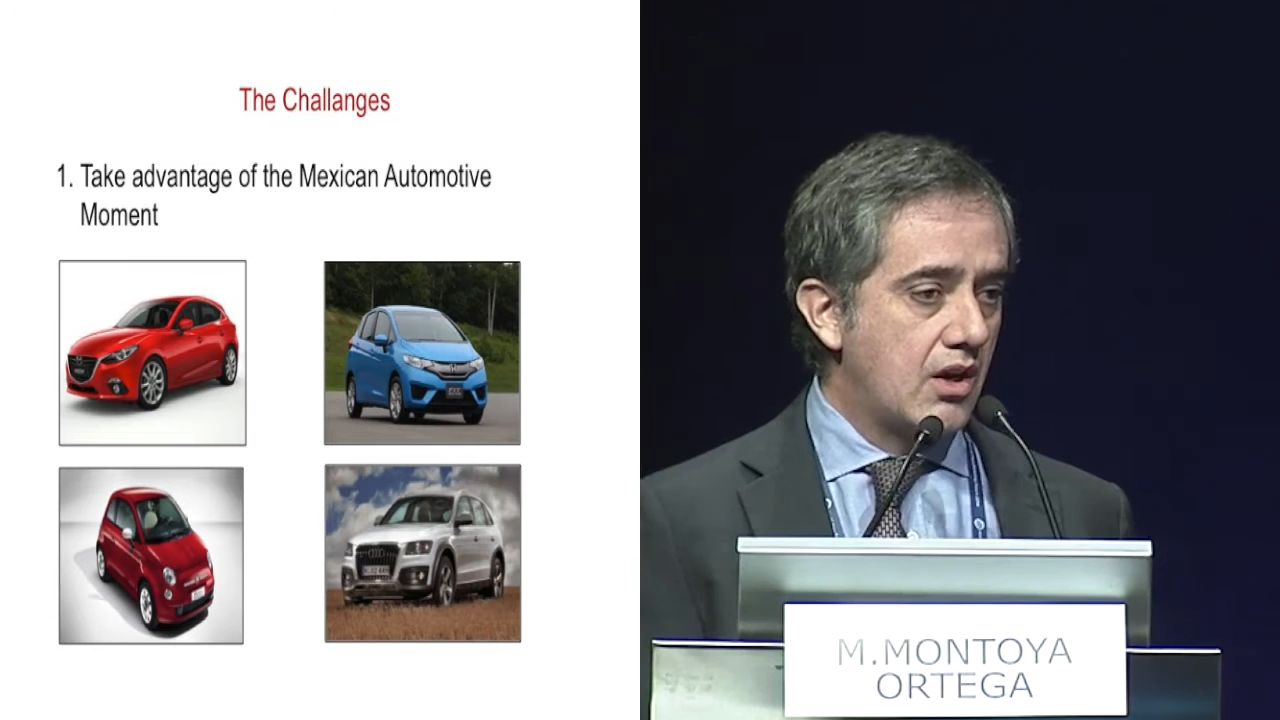 The Challanges
1. Take advantage of the Mexican Automotive
Moment
M.MONTOYA
ORTEGA